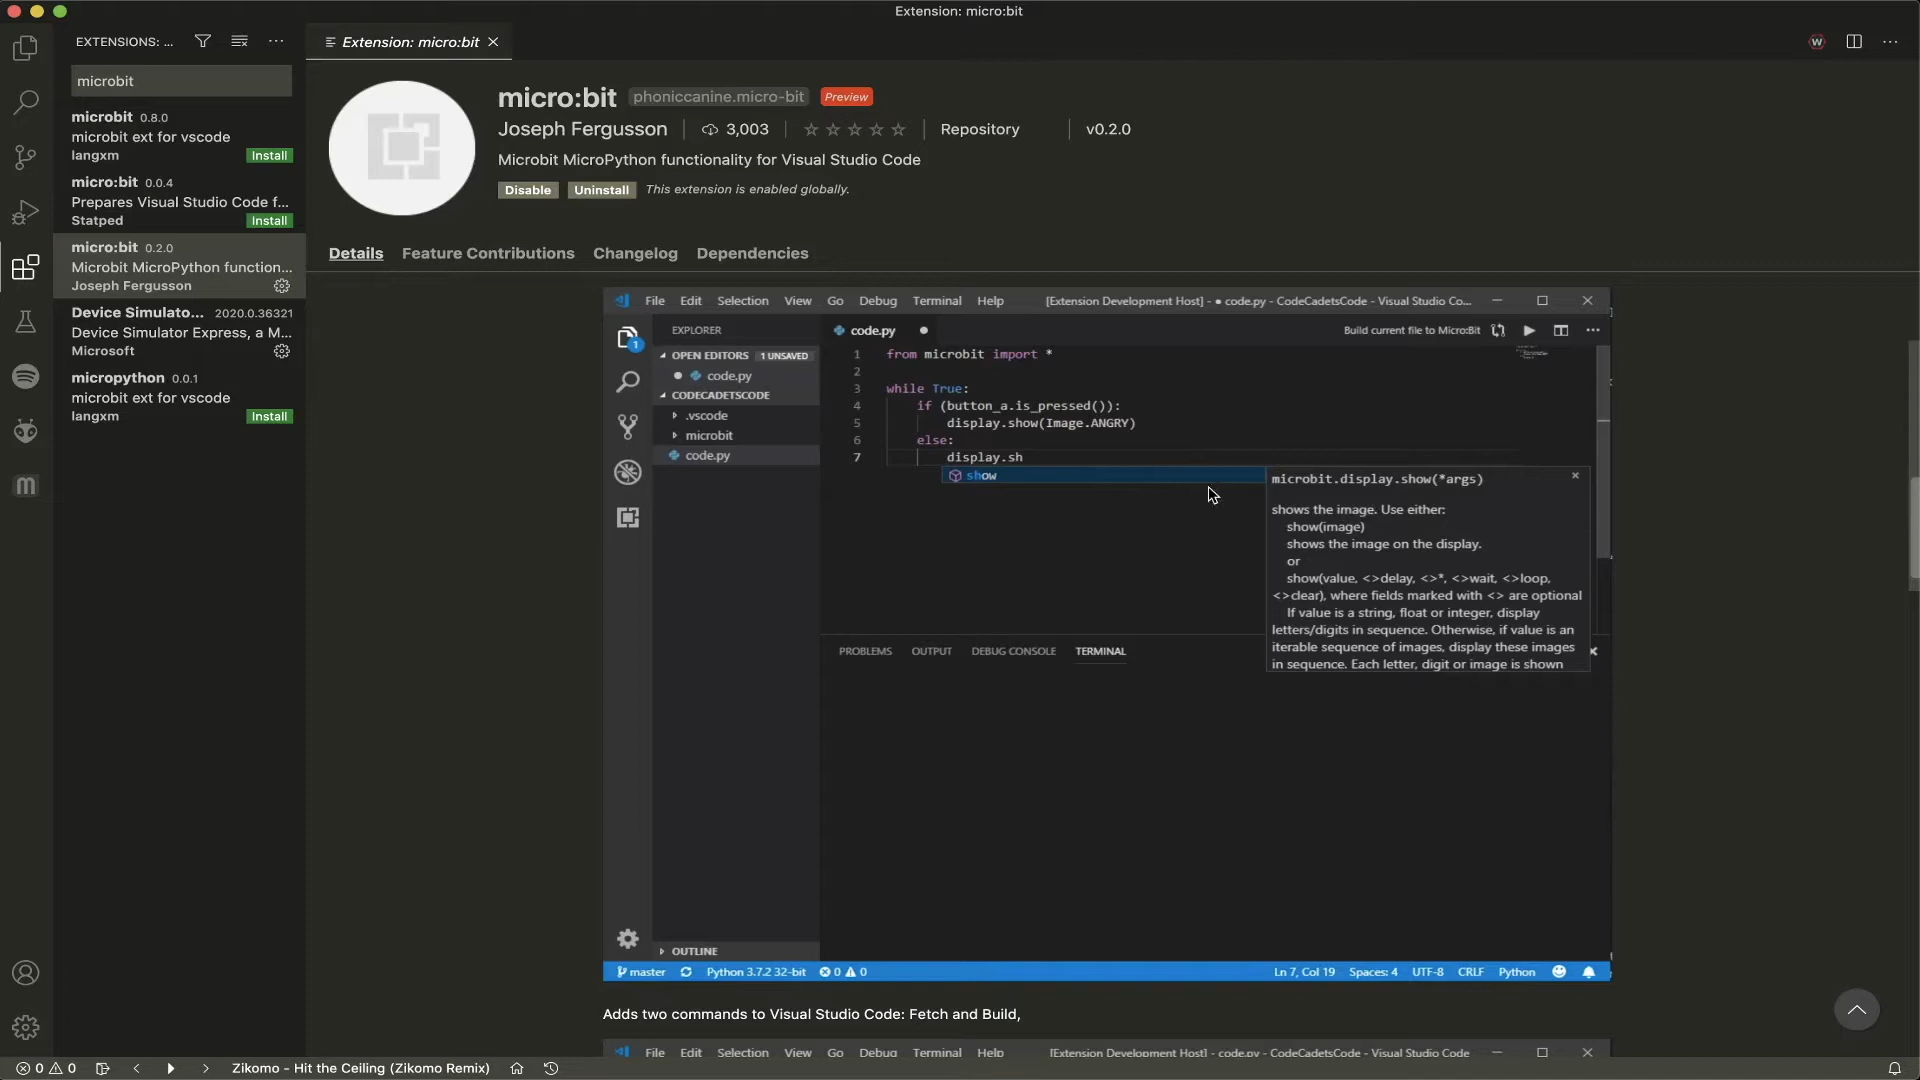 Extension: micro:bit
EXTENSIONS: ...
microbit
microbit 0.8.0
microbit ext for vscode
langxm Install
micro:bit 0.0.4
Prepares Visual Studio Code f...
Statped Install
micro:bit 0.2.0
Microbit MicroPython function...
Joseph Fergusson
Device Simulato... 2020.0.36321
Device Simulator Express, a M...
Microsoft
micropython 0.0.1
microbit ext for vscode
langxm Install
Extension: micro:bit
micro:bit phoniccanine.micro-bit Preview
Joseph Fergusson 3,003 Repository v0.2.0
Microbit MicroPython functionality for Visual Studio Code
Disable Uninstall This extension is enabled globally.
Details Feature Contributions Changelog Dependencies
File Edit Selection View Go Debug Terminal Help [Extension Development Host] - ● code.py - CodeCadetsCode - Visual Studio Co...
EXPLORER
OPEN EDITORS 1 UNSAVED
code.py
CODECADETSCODE
.vscode
microbit
code.py
OUTLINE
code.py
Build current file to Micro:Bit
1 from microbit import *
2
3 while True:
4 if (button_a.is_pressed()):
5 display.show(Image.ANGRY)
6 else:
7 display.sh
show
microbit.display.show(*args)
shows the image. Use either:
show(image)
shows the image on the display.
or
show(value, <>delay, <>*, <>wait, <>loop,
<>clear), where fields marked with <> are optional
If value is a string, float or integer, display
letters/digits in sequence. Otherwise, if value is an
iterable sequence of images, display these images
in sequence. Each letter, digit or image is shown
PROBLEMS OUTPUT DEBUG CONSOLE TERMINAL
master Python 3.7.2 32-bit 0 0 Ln 7, Col 19 Spaces: 4 UTF-8 CRLF Python
Adds two commands to Visual Studio Code: Fetch and Build,
File Edit Selection View Go Debug Terminal Help [Extension Development Host] - code.py - CodeCadetsCode - Visual Studio Code
0 0 Zikomo - Hit the Ceiling (Zikomo Remix)